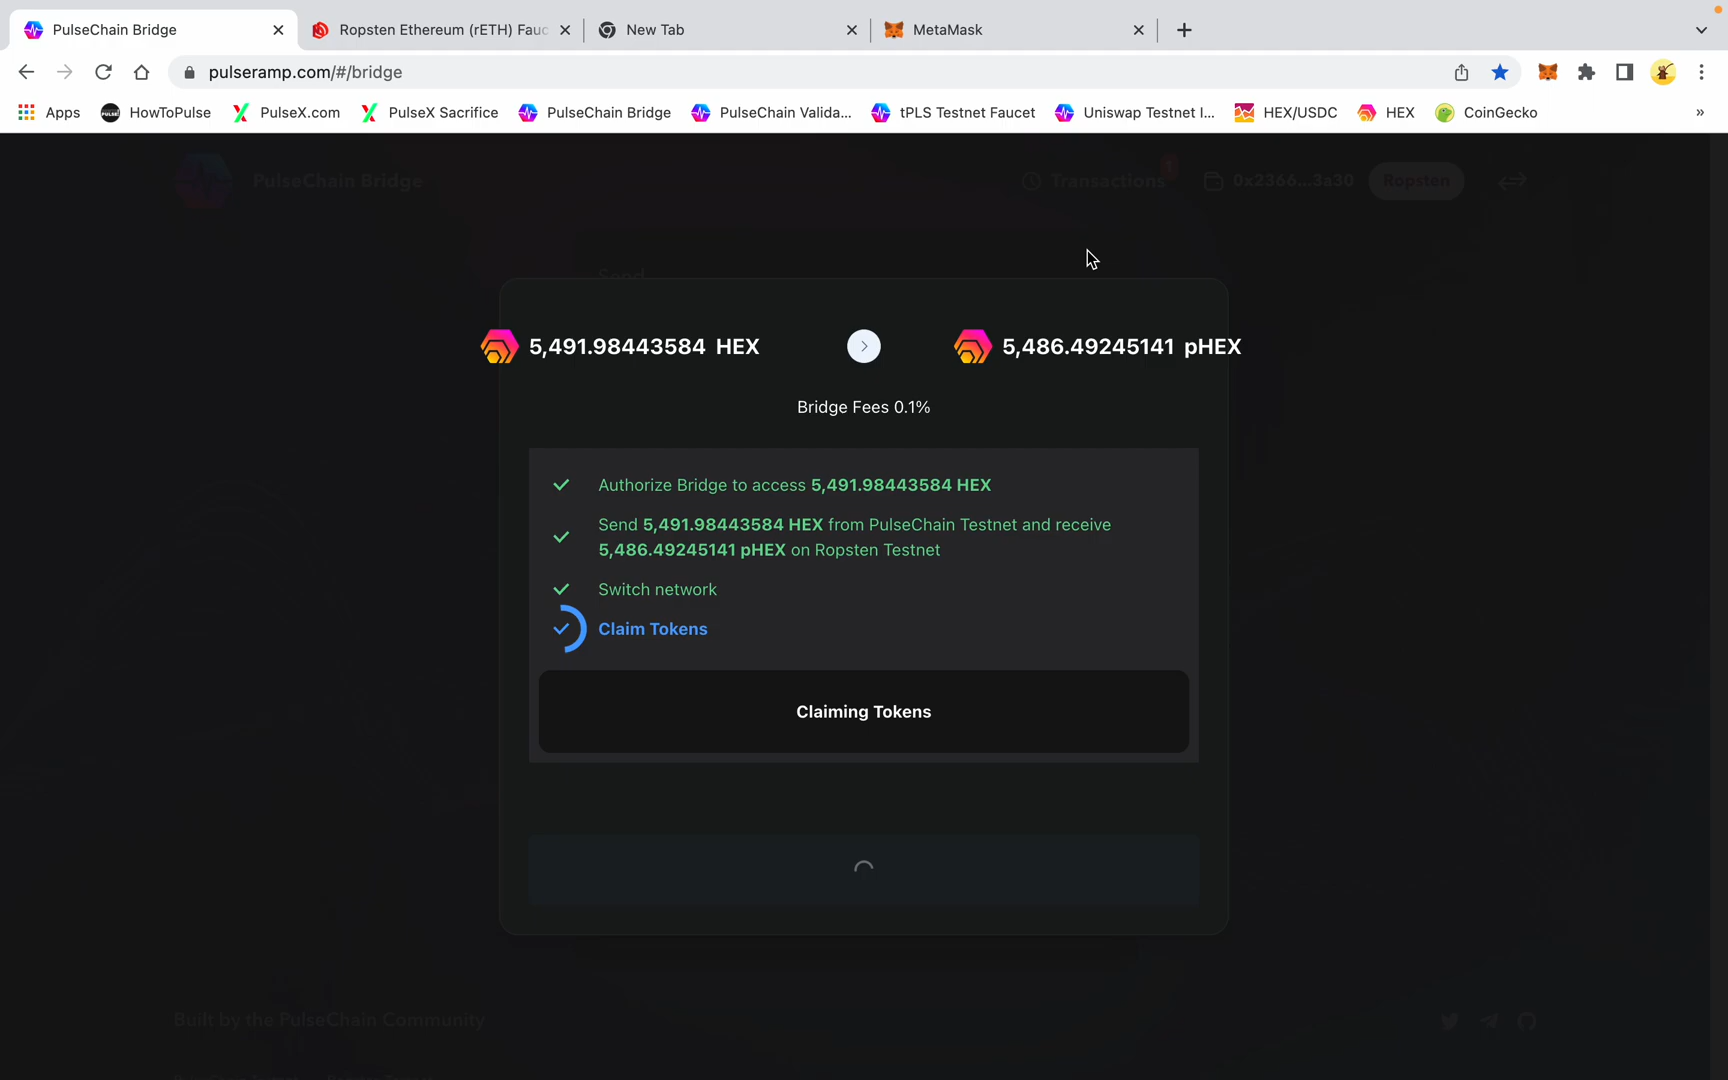 PulseChain Bridge
Ropsten Ethereum (rETH) Fauc
New Tab
MetaMask
pulseramp.com/#/bridge
Apps
HowToPulse
PulseX.com
PulseX Sacrifice
PulseChain Bridge
PulseChain Valida...
tPLS Testnet Faucet
Uniswap Testnet I...
HEX/USDC
HEX
CoinGecko
»
PulseChain Bridge
Transactions
0x2366...3a30
Ropsten
Send
5,491.98443584 HEX
5,486.49245141 pHEX
Bridge Fees 0.1%
Authorize Bridge to access 5,491.98443584 HEX
Send 5,491.98443584 HEX from PulseChain Testnet and receive
5,486.49245141 pHEX on Ropsten Testnet
Switch network
Claim Tokens
Claiming Tokens
Built by the PulseChain Community